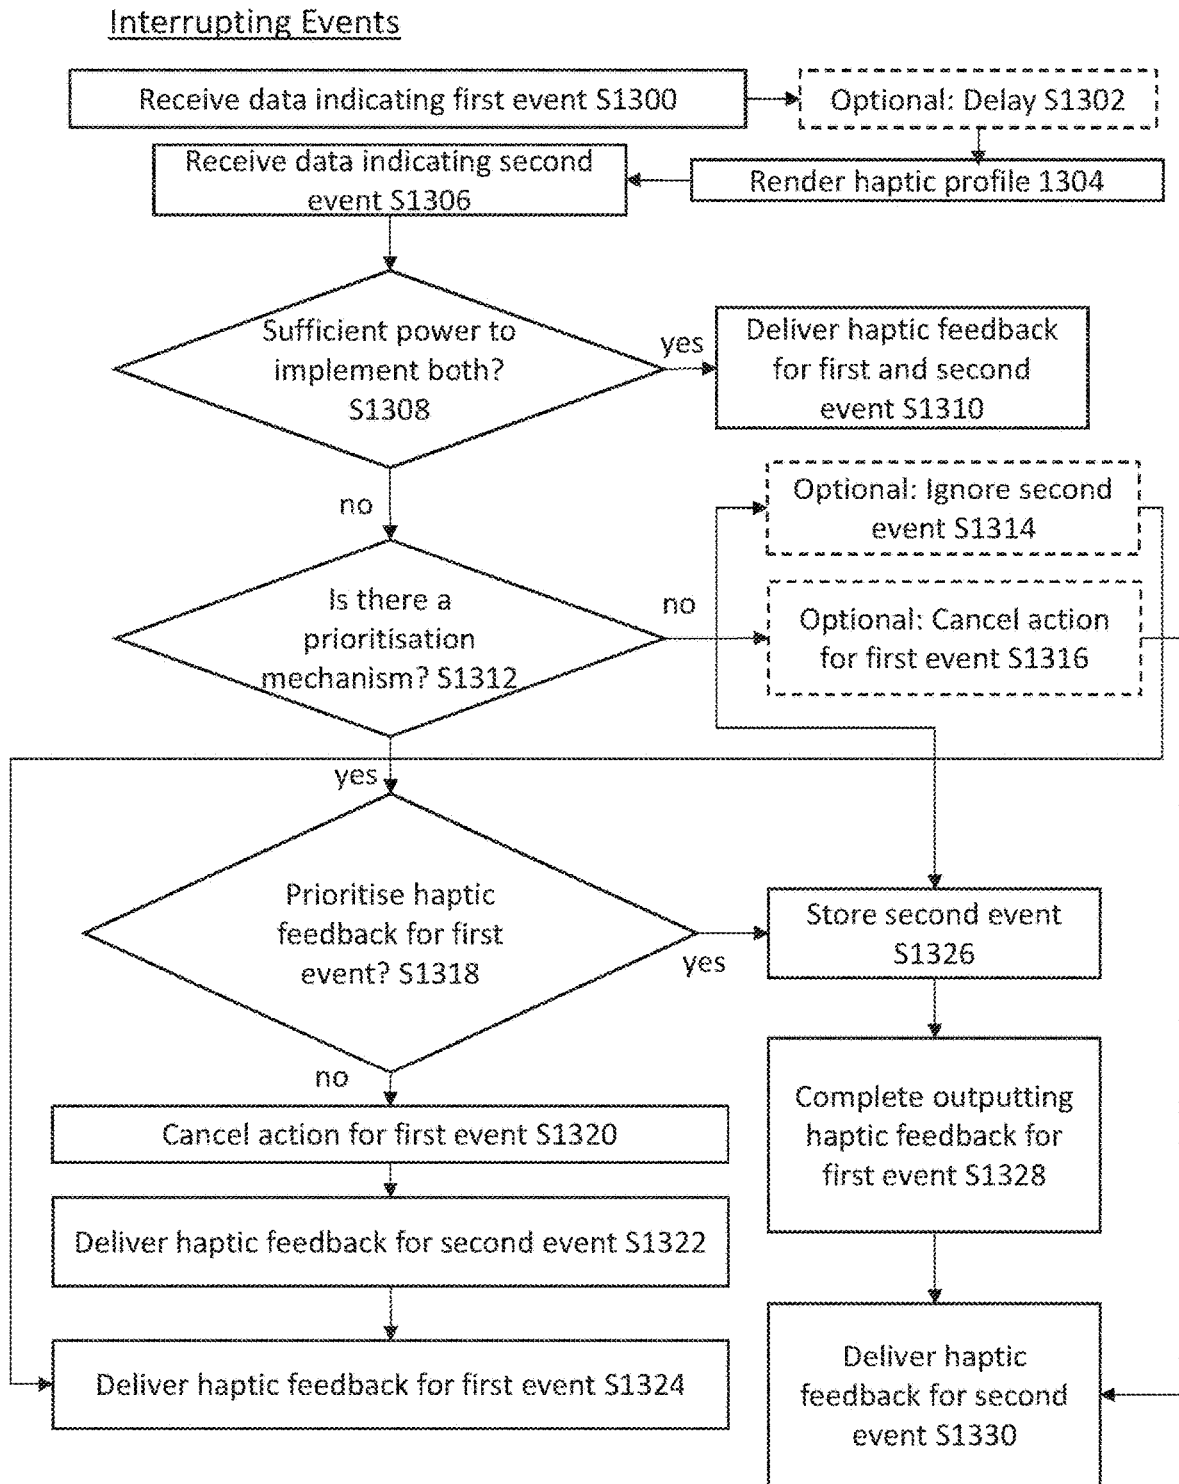 Interrupting Events
Receive data indicating first event S1300
Optional: Delay S1302
Receive data indicating second
event S1306
Render haptic profile 1304
Sufficient power to
implement both?
S1308
yes
Deliver haptic feedback
for first and second
event S1310
no
Optional: Ignore second
event S1314
Is there a
prioritisation
mechanism? S1312
no
Optional: Cancel action
for first event S1316
yes
Prioritise haptic
feedback for first
event? S1318
yes
Store second event
S1326
no
Cancel action for first event S1320
Complete outputting
haptic feedback for
first event S1328
Deliver haptic feedback for second event S1322
Deliver haptic feedback for first event S1324
Deliver haptic
feedback for second
event S1330